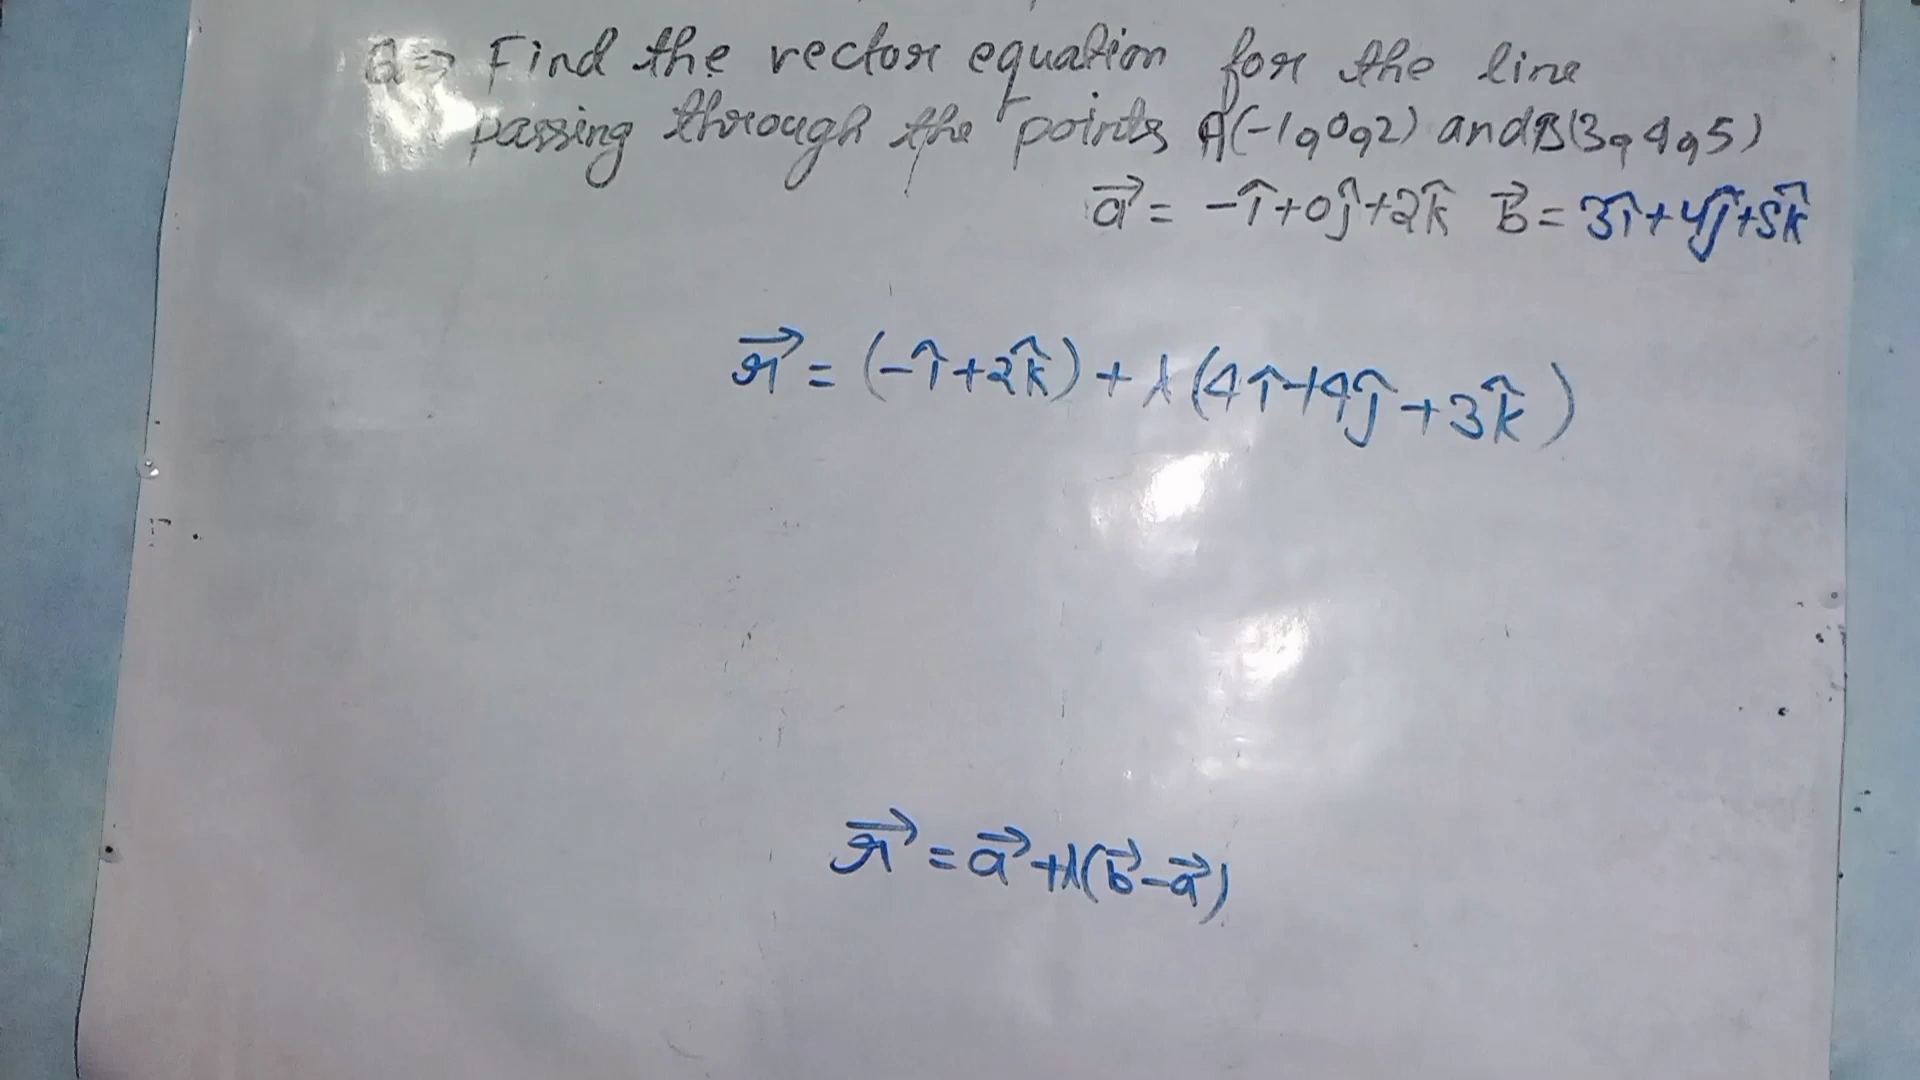 Q⇒ Find the vector equation for the line
passing through the points A(-1,0,2) and B(3,4,5)
a⃗ = -î+0ĵ+2k̂ b⃗ = 3î+4ĵ+5k̂
r⃗ = (-î+2k̂)+λ(4î+4ĵ+3k̂)
r⃗ = a⃗+λ(b⃗-a⃗)